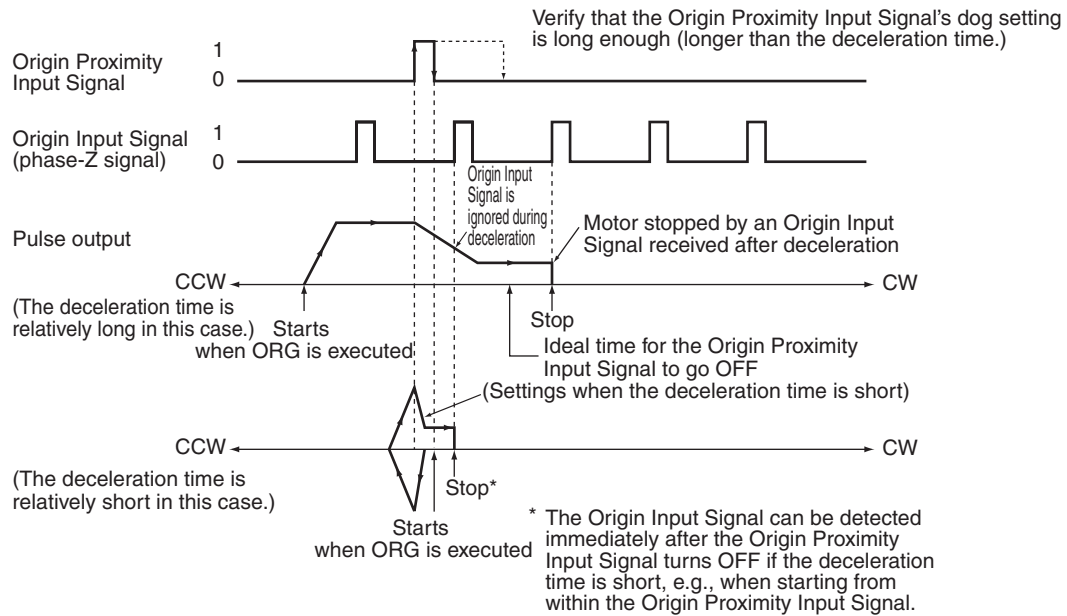 Verify that the Origin Proximity Input Signal's dog setting
is long enough (longer than the deceleration time.)
Origin Proximity
Input Signal
1
0
Origin Input Signal
(phase-Z signal)
1
0
Origin Input
Signal is
ignored during
deceleration
Pulse output
Motor stopped by an Origin Input
Signal received after deceleration
CCW
CW
(The deceleration time is
relatively long in this case.)
Starts
when ORG is executed
Stop
Ideal time for the Origin Proximity
Input Signal to go OFF
(Settings when the deceleration time is short)
CCW
CW
(The deceleration time is
relatively short in this case.)
Stop*
Starts
when ORG is executed
* The Origin Input Signal can be detected
immediately after the Origin Proximity
Input Signal turns OFF if the deceleration
time is short, e.g., when starting from
within the Origin Proximity Input Signal.